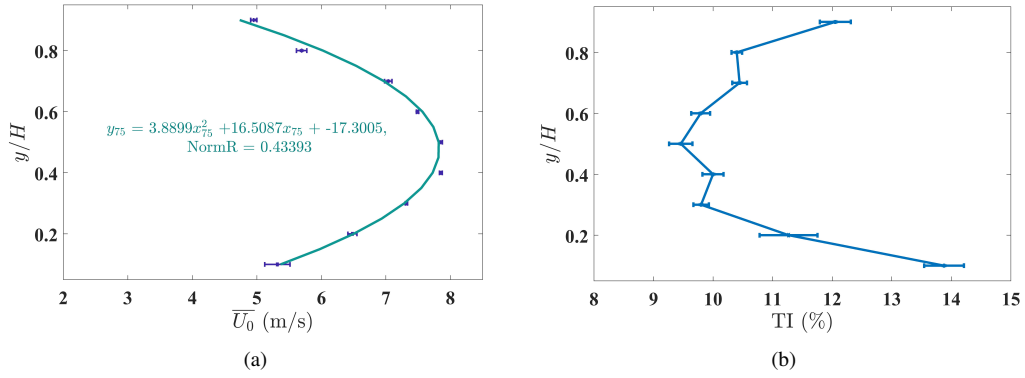 y/H
0.8
0.6
0.4
0.2
2 3 4 5 6 7 8
y₇₅ = 3.8899x²₇₅ +16.5087x₇₅ + -17.3005,
NormR = 0.43393
U̅₀ (m/s)
(a)
y/H
0.8
0.6
0.4
0.2
8 9 10 11 12 13 14 15
TI (%)
(b)